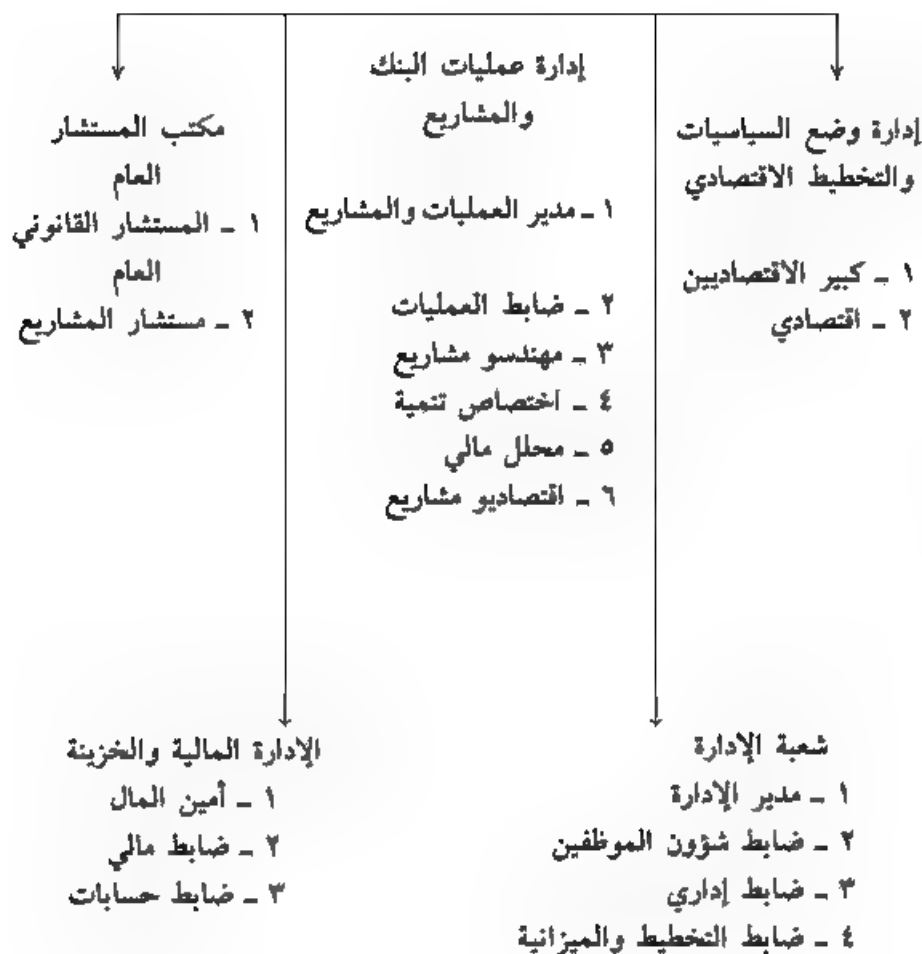 إدارة وضع السياسيات
والتخطيط الاقتصادي
١ ـ كبير الاقتصاديين
٢ ـ اقتصادي
إدارة عمليات البنك
والمشاريع
١ ـ مدير العمليات والمشاريع
٢ ـ ضابط العمليات
٣ ـ مهندسو مشاريع
٤ ـ اختصاص تنمية
٥ ـ محلل مالي
٦ ـ اقتصاديو مشاريع
مكتب المستشار
العام
١ ـ المستشار القانوني
العام
٢ ـ مستشار المشاريع
شعبة الإدارة
١ ـ مدير الإدارة
٢ ـ ضابط شؤون الموظفين
٣ ـ ضابط إداري
٤ ـ ضابط التخطيط والميزانية
الإدارة المالية والخزينة
١ ـ أمين المال
٢ ـ ضابط مالي
٣ ـ ضابط حسابات